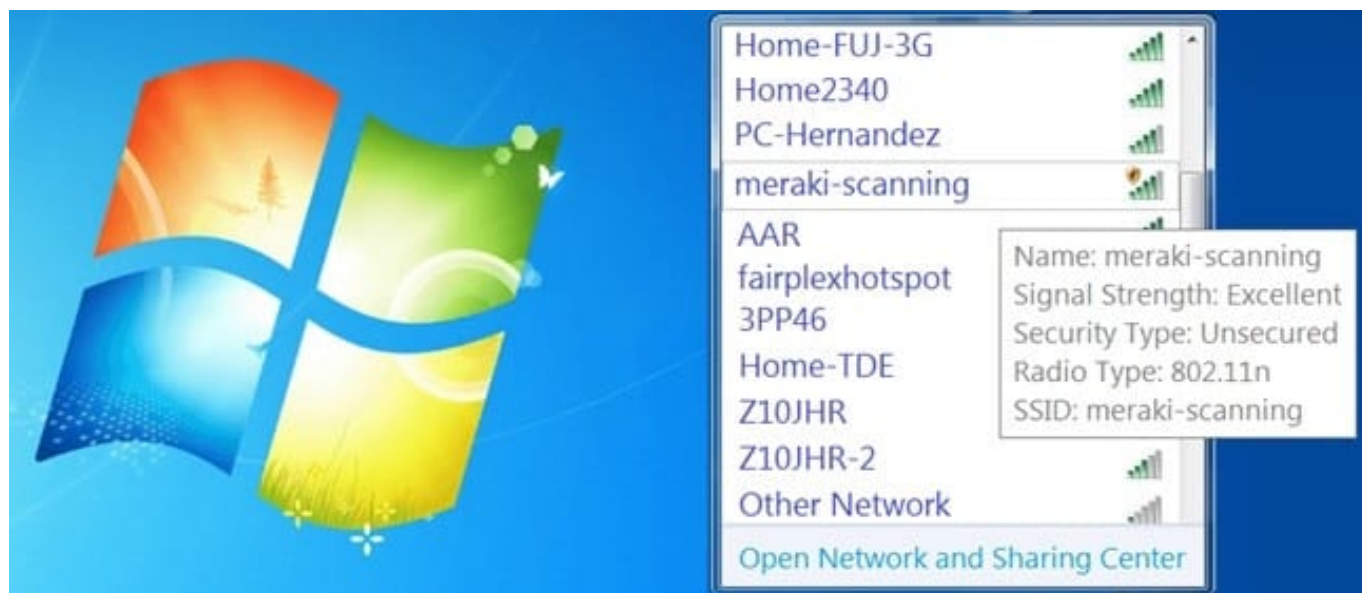 Home-FUJ-3G
Home2340
PC-Hernandez
meraki-scanning
AAR
fairplexhotspot
3PP46
Home-TDE
Z10JHR
Z10JHR-2
Other Network
Open Network and Sharing Center
Name: meraki-scanning
Signal Strength: Excellent
Security Type: Unsecured
Radio Type: 802.11n
SSID: meraki-scanning